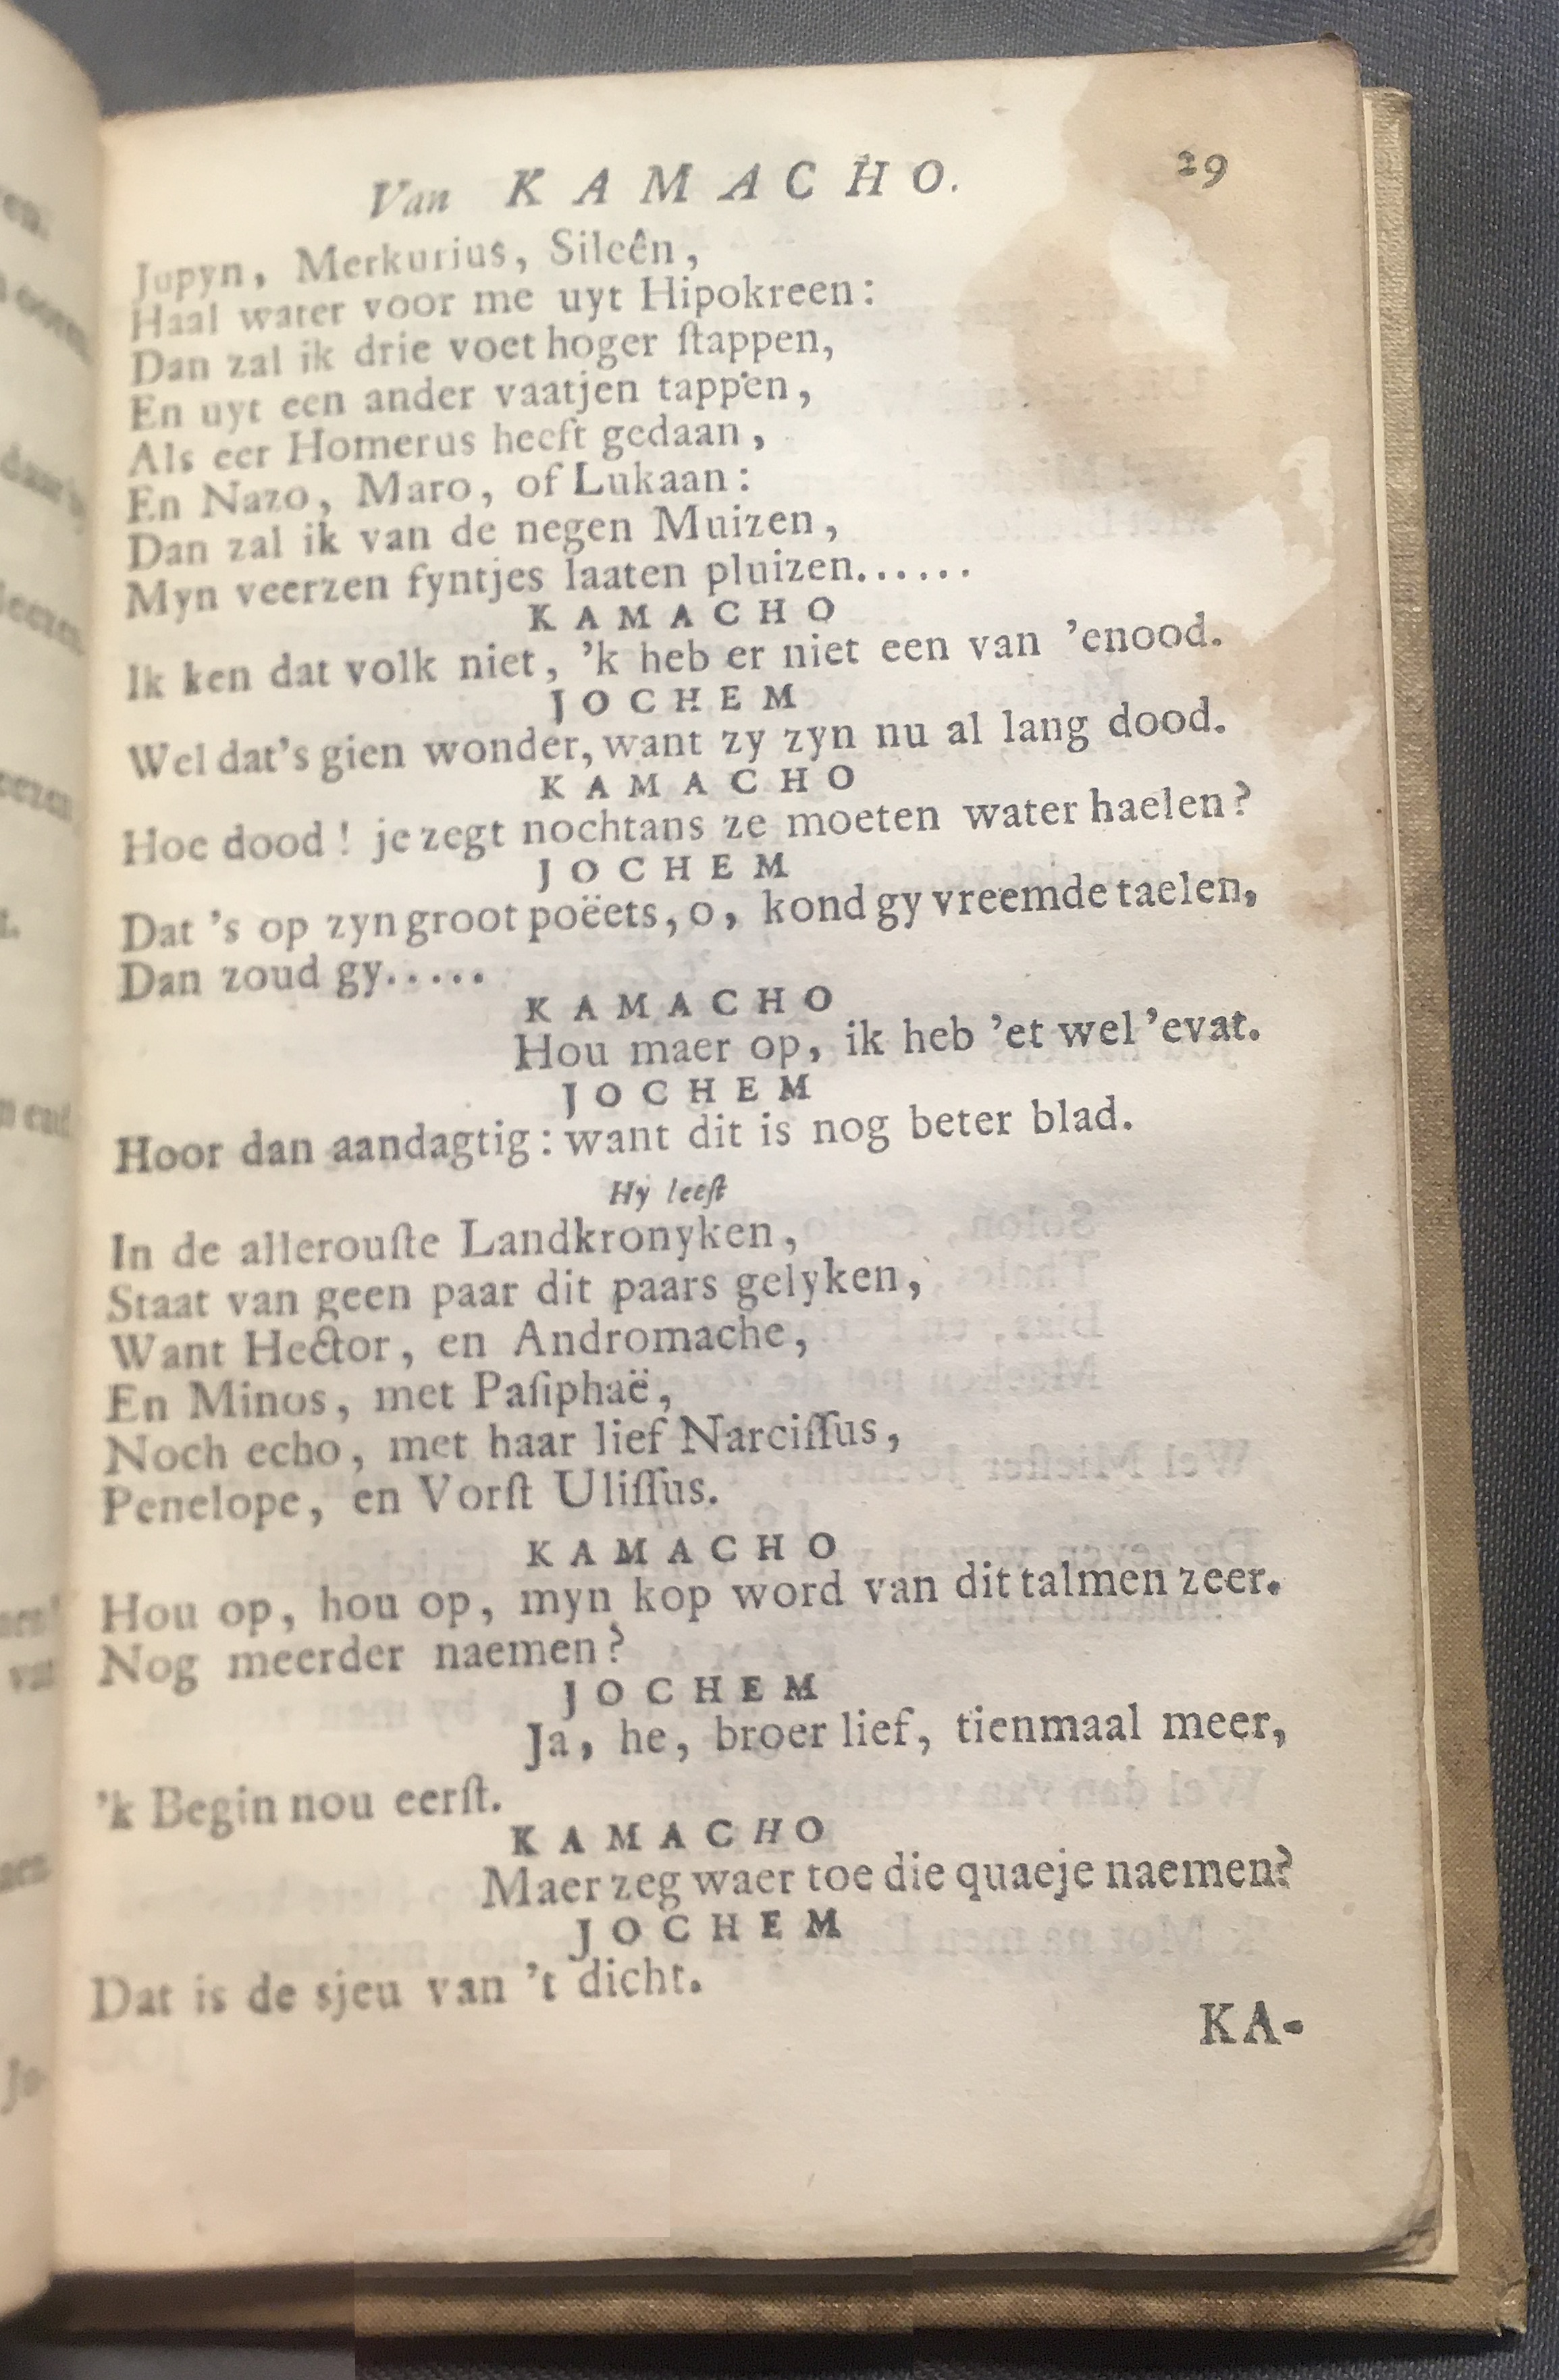 Van KAMACHO. 29
Jupyn, Merkurius, Sileên,
Haal water voor me uyt Hipokreen:
Dan zal ik drie voet hoger ſtappen,
En uyt een ander vaatjen tappen,
Als eer Homerus heeft gedaan,
En Nazo, Maro, of Lukaan:
Dan zal ik van de negen Muizen,
Myn veerzen fyntjes laaten pluizen......
KAMACHO
Ik ken dat volk niet, 'k heb er niet een van 'enood.
JOCHEM
Wel dat's gien wonder, want zy zyn nu al lang dood.
KAMACHO
Hoe dood! je zegt nochtans ze moeten water haelen?
JOCHEM
Dat 's op zyn groot poëets, o, kond gy vreemde taelen,
Dan zoud gy.....
KAMACHO
Hou maer op, ik heb 'et wel 'evat.
JOCHEM
Hoor dan aandagtig: want dit is nog beter blad.
Hy leeſt
In de allerouſte Landkronyken,
Staat van geen paar dit paars gelyken,
Want Hector, en Andromache,
En Minos, met Paſiphaë,
Noch echo, met haar lief Narciſſus,
Penelope, en Vorſt Uliſſus.
KAMACHO
Hou op, hou op, myn kop word van dit talmen zeer.
Nog meerder naemen?
JOCHEM
Ja, he, broer lief, tienmaal meer,
'k Begin nou eerſt.
KAMACHO
Maer zeg waer toe die quaeje naemen?
JOCHEM
Dat is de sjeu van 't dicht.
KA-